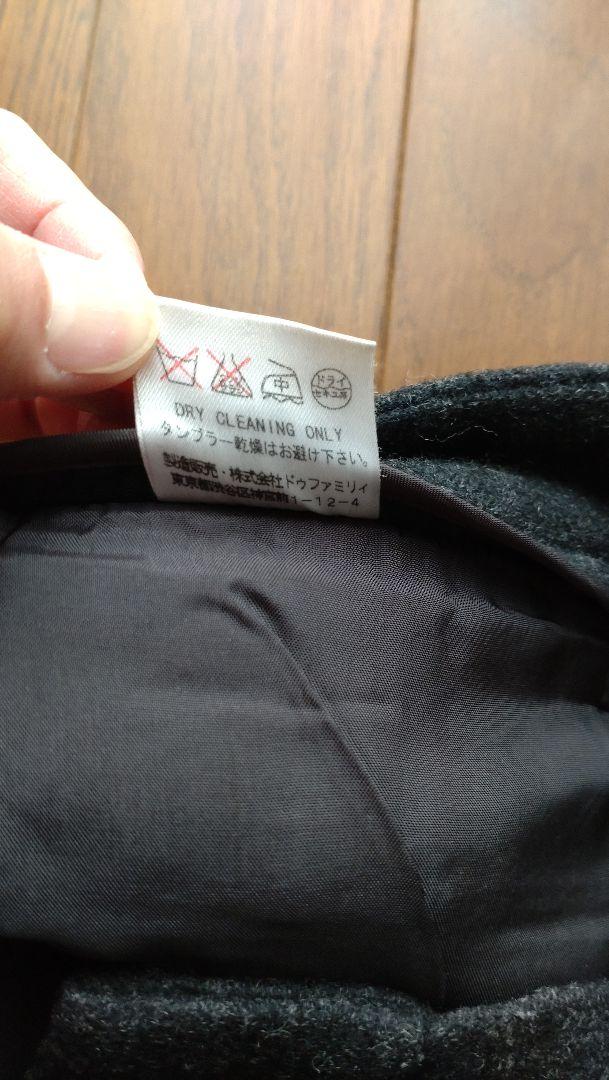 中 ドライ
セキユ系
DRY CLEANING ONLY
タンブラー乾燥はお避け下さい。
製造販売・株式会社ドゥファミリィ
東京都渋谷区神宮前1-12-4